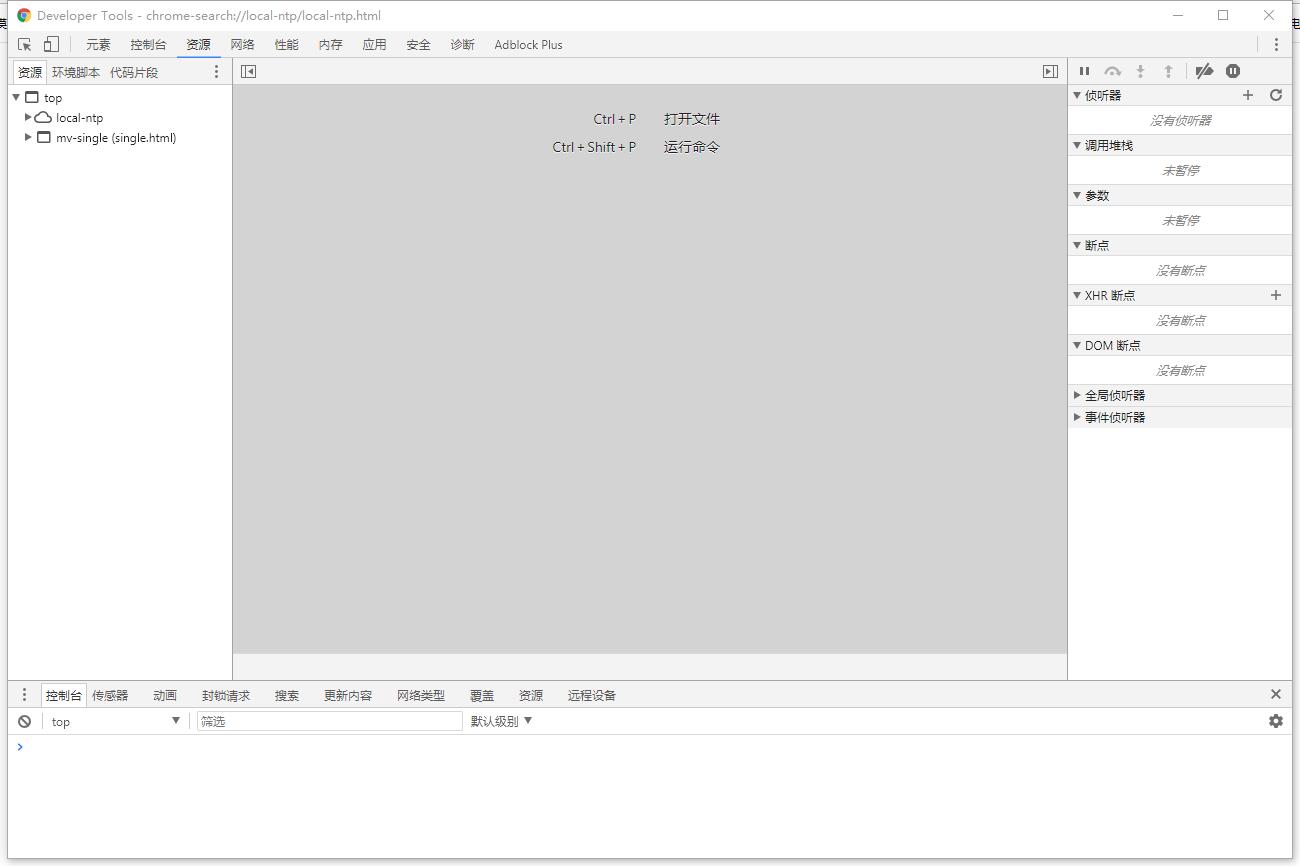 Developer Tools - chrome-search://local-ntp/local-ntp.html
元素 控制台 资源 网络 性能 内存 应用 安全 诊断 Adblock Plus
资源 环境脚本 代码片段
top
local-ntp
mv-single (single.html)
Ctrl + P 打开文件
Ctrl + Shift + P 运行命令
侦听器
没有侦听器
调用堆栈
未暂停
参数
未暂停
断点
没有断点
XHR 断点
没有断点
DOM 断点
没有断点
全局侦听器
事件侦听器
控制台 传感器 动画 封锁请求 搜索 更新内容 网络类型 覆盖 资源 远程设备
top 筛选 默认级别